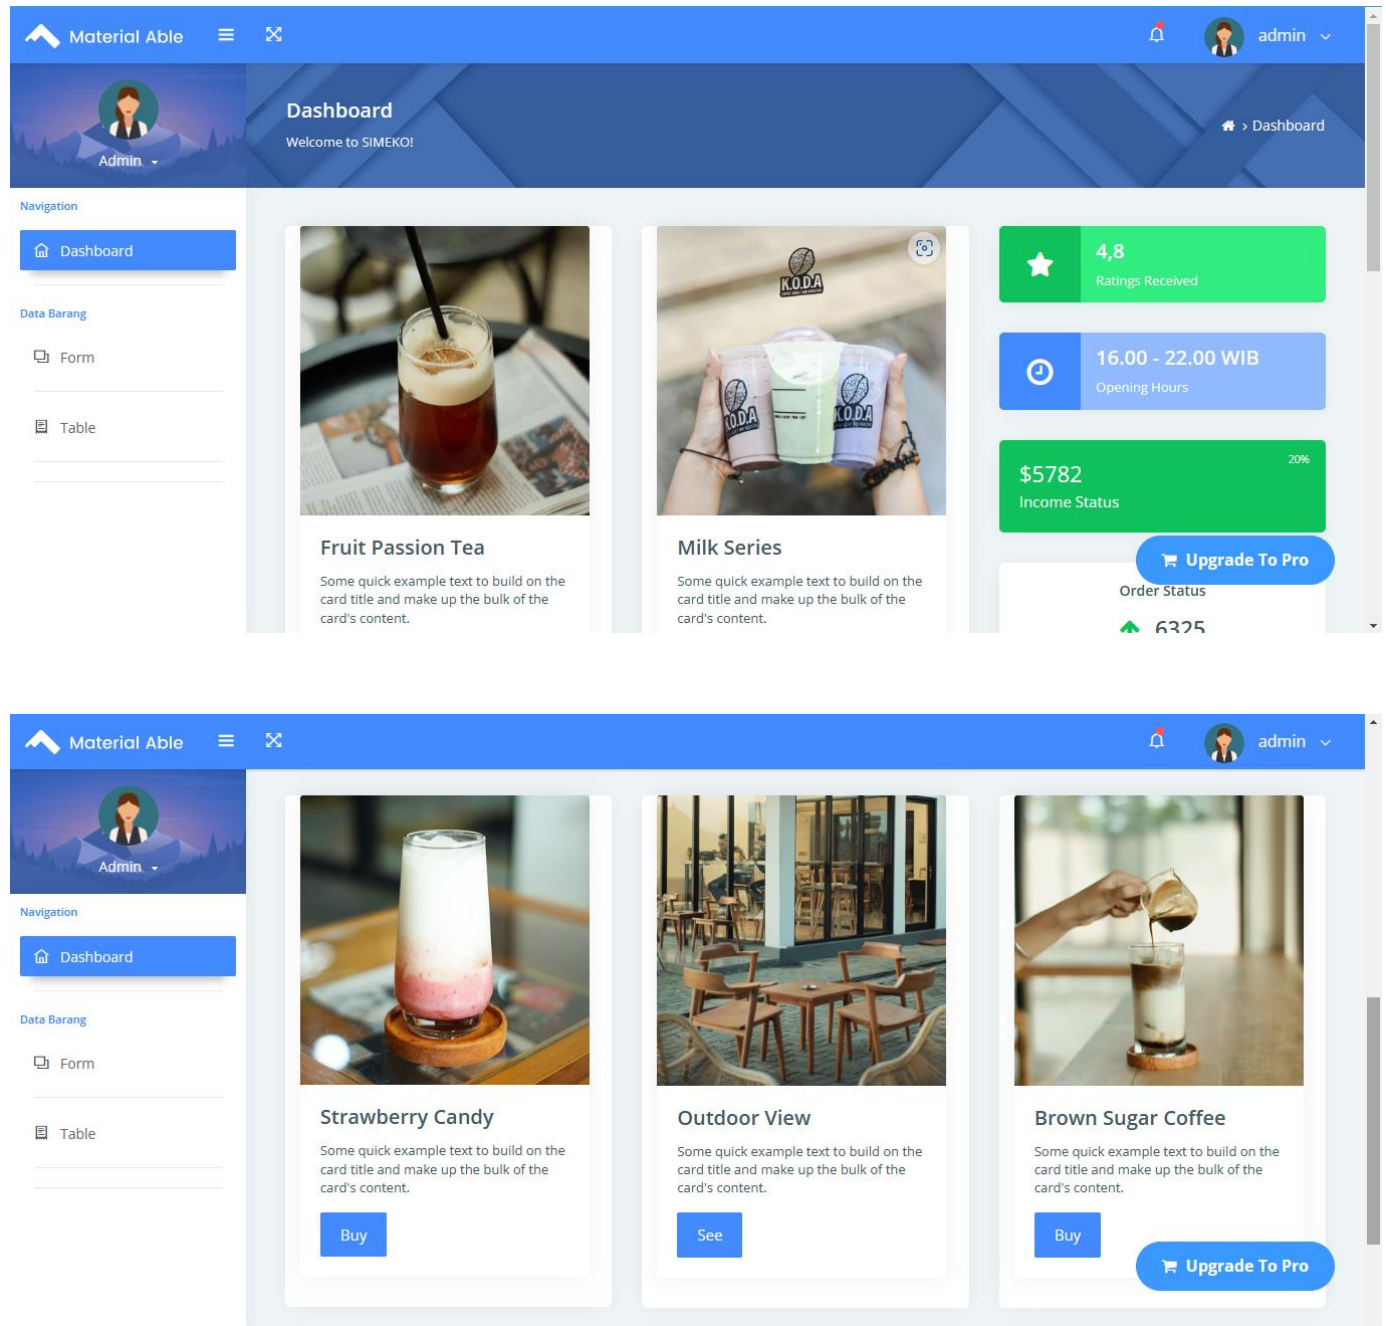 Material Able
admin
Admin
Dashboard
Welcome to SIMEKO!
> Dashboard
Navigation
Dashboard
Data Barang
Form
Table
K.O.D.A
K.O.D.A
K.O.D.A
4,8
Ratings Received
16.00 - 22.00 WIB
Opening Hours
20%
$5782
Income Status
Upgrade To Pro
Order Status
6325
Fruit Passion Tea
Some quick example text to build on the
card title and make up the bulk of the
card's content.
Milk Series
Some quick example text to build on the
card title and make up the bulk of the
card's content.
Material Able
admin
Admin
Navigation
Dashboard
Data Barang
Form
Table
Strawberry Candy
Some quick example text to build on the
card title and make up the bulk of the
card's content.
Buy
Outdoor View
Some quick example text to build on the
card title and make up the bulk of the
card's content.
See
Brown Sugar Coffee
Some quick example text to build on the
card title and make up the bulk of the
card's content.
Buy
Upgrade To Pro